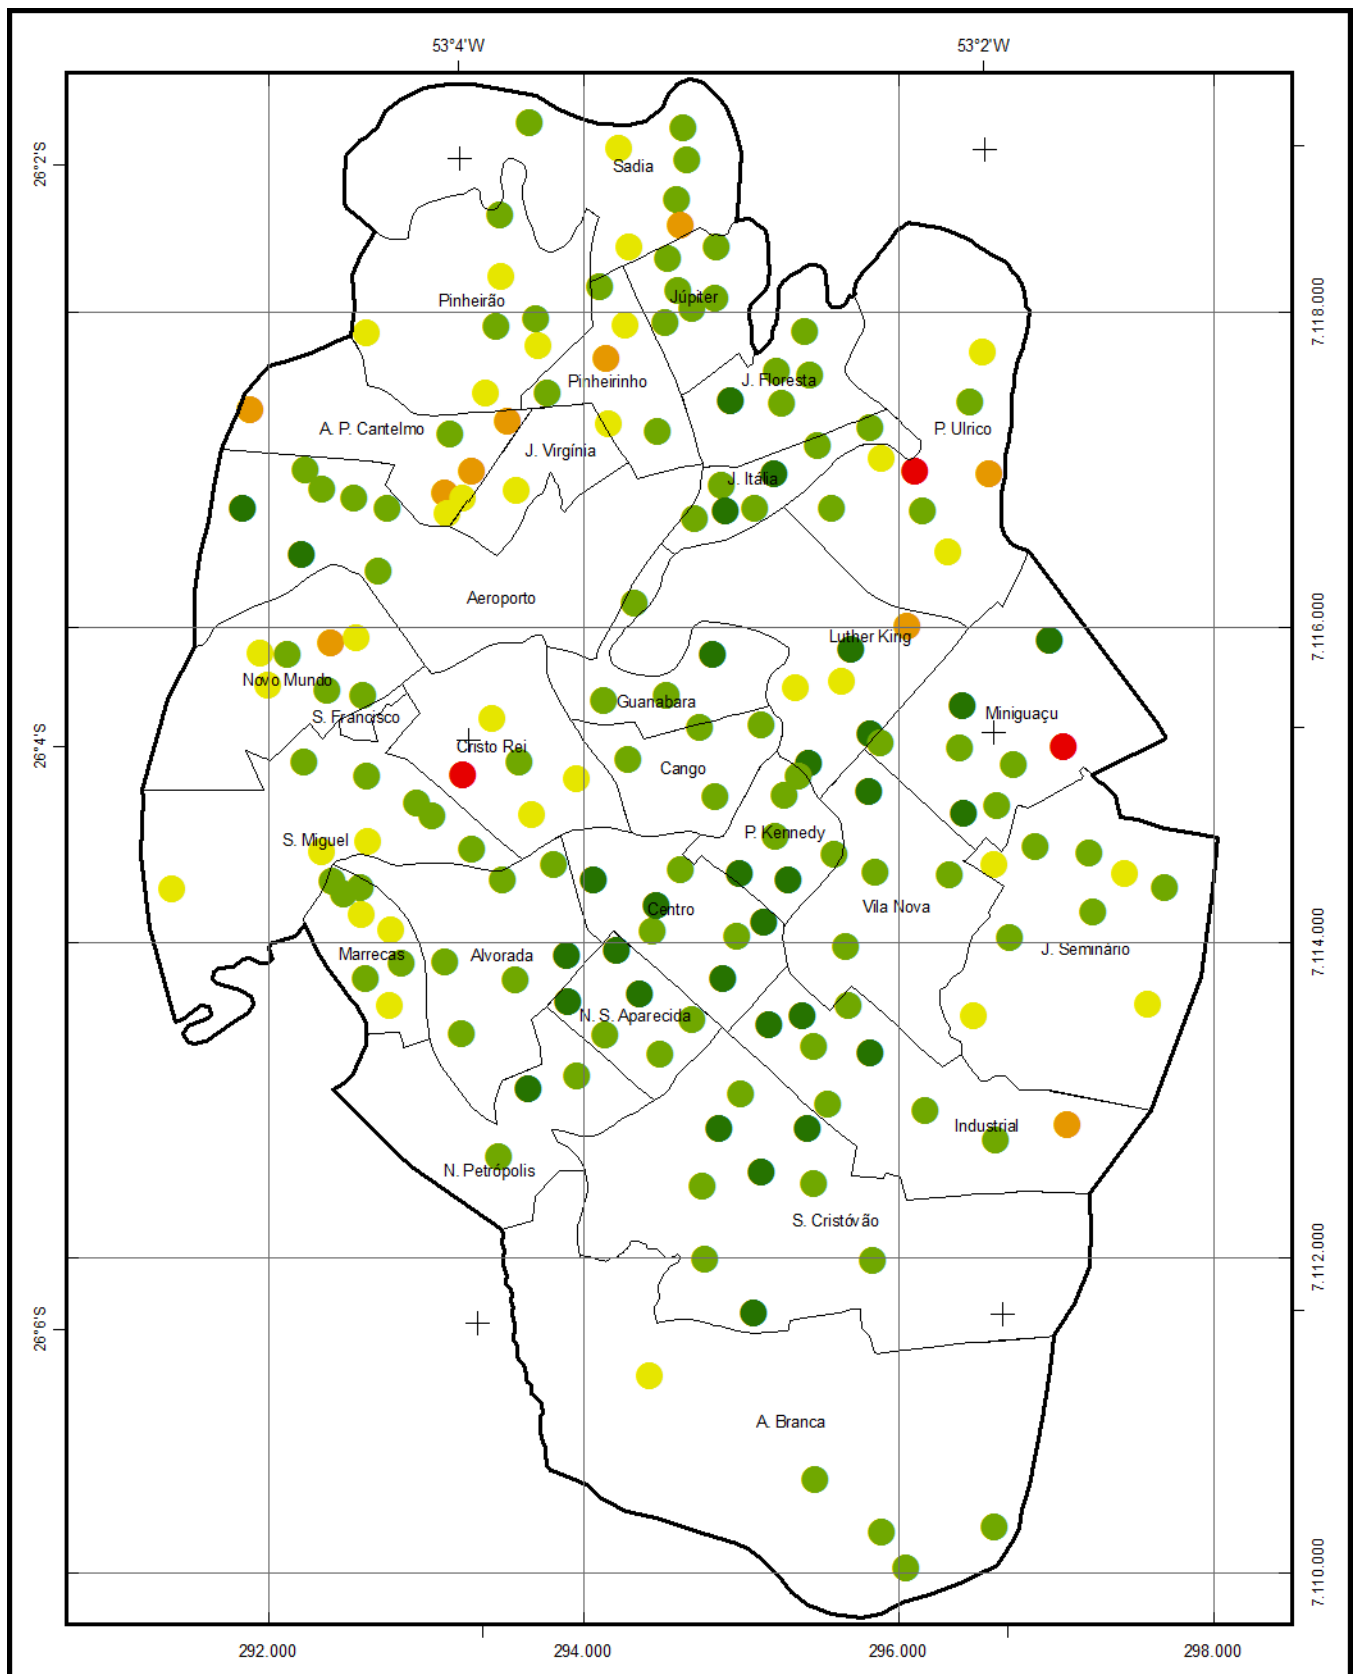 53°4'W
53°2'W
26°2'S
Sadia
Pinheirão
Júpiter
7.118.000
Pinheirinho
J. Floresta
A. P. Cantelmo
P. Ulrico
J. Virgínia
J. Itália
Aeroporto
7.116.000
Luther King
Novo Mundo
Guanabara
S. Francisco
Miniguaçu
26°4'S
Cristo Rei
Cango
P. Kennedy
S. Miguel
Vila Nova
Centro
7.114.000
Marrecas
Alvorada
J. Seminário
N. S. Aparecida
Industrial
N. Petrópolis
S. Cristóvão
7.112.000
26°6'S
A. Branca
7.110.000
292.000
294.000
296.000
298.000